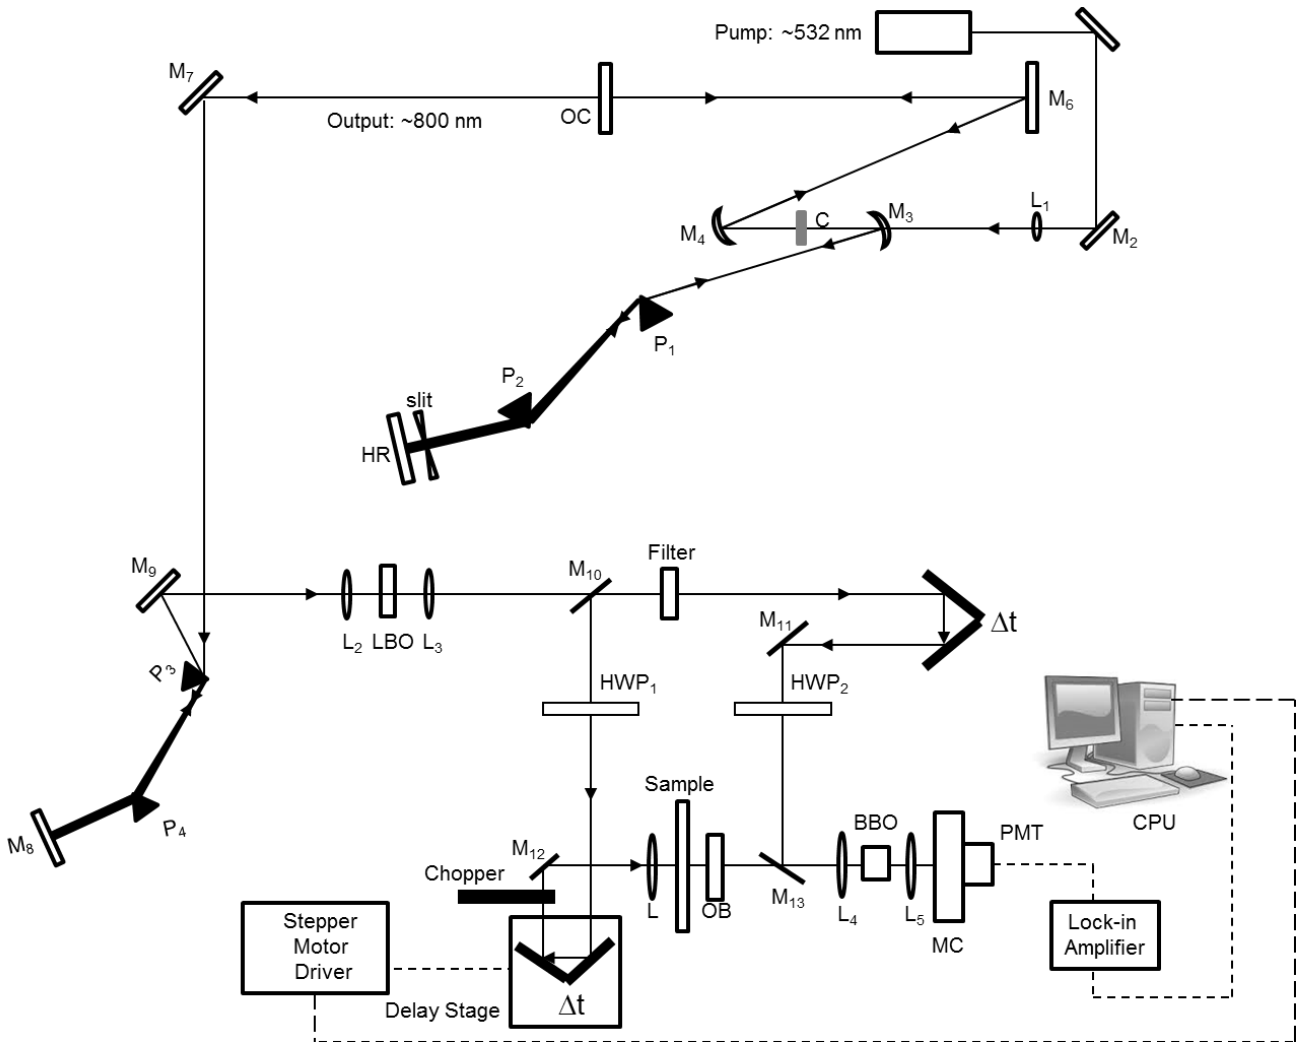 Pump: ~532 nm
M7
M6
OC
Output: ~800 nm
L1
M3
C
M4
M2
P1
P2
slit
HR
Filter
M9
M10
M11
Δt
L2
LBO
L3
P3
HWP1
HWP2
Sample
P4
M8
BBO
PMT
CPU
M12
Chopper
M13
L
OB
L4
L5
MC
Stepper
Motor
Driver
Lock-in
Amplifier
Delay Stage
Δt